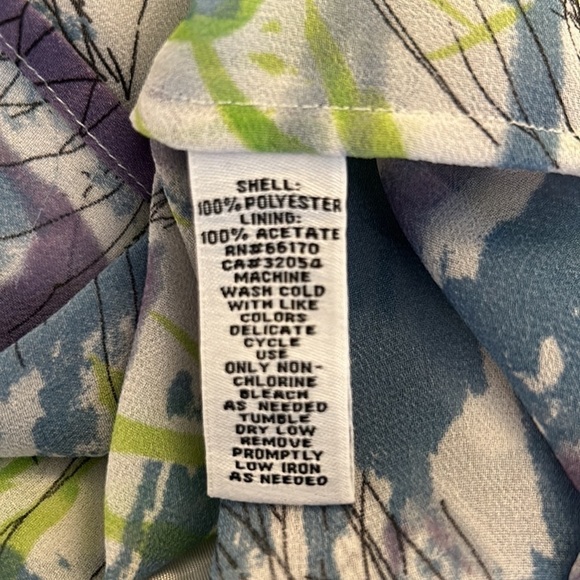 SHELL:
100% POLYESTER
LINING:
100% ACETATE
RN#66170
CA#32054
MACHINE
WASH COLD
WITH LIKE
COLORS
DELICATE
CYCLE
USE
ONLY NON-
CHLORINE
BLEACH
AS NEEDED
TUMBLE
DRY LOW
REMOVE
PROMPTLY
LOW IRON
AS NEEDED